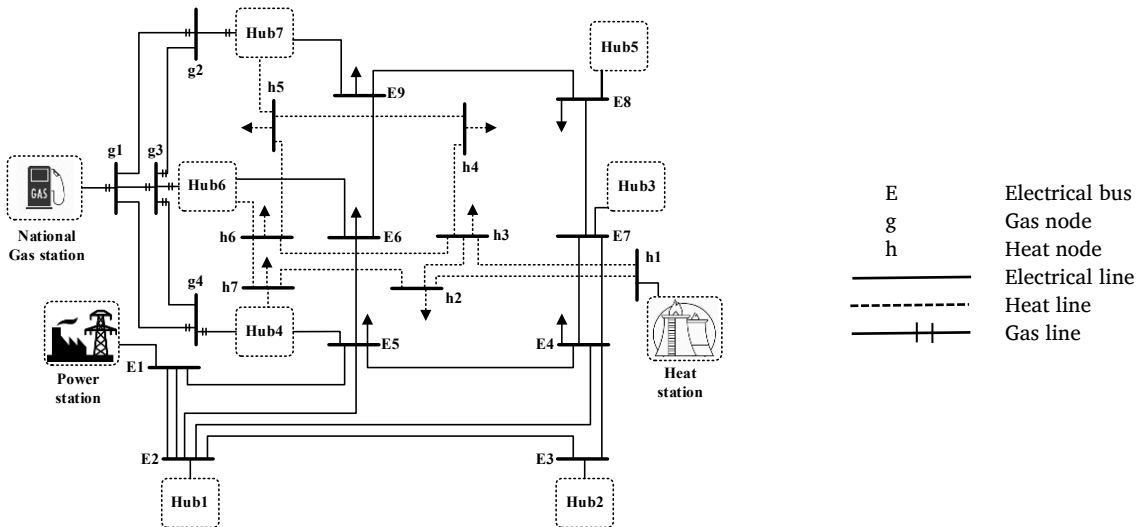 Hub7
g2
h5
E9
Hub5
E8
h4
g1
g3
GAS
National
Gas station
Hub6
h6
E6
h3
Hub3
E7
h1
g4
h7
h2
Hub4
E5
E4
Heat
station
Power
station
E1
E2
E3
Hub1
Hub2
E Electrical bus
g Gas node
h Heat node
Electrical line
Heat line
Gas line